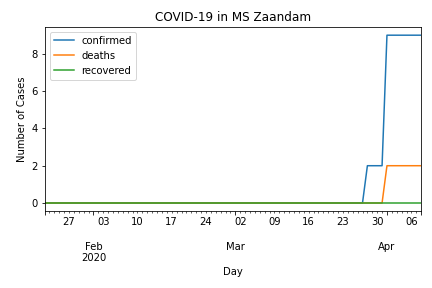 COVID-19 in MS Zaandam
confirmed
deaths
recovered
Number of Cases
8
6
4
2
0
27 03 10 17 24 02 09 16 23 30 06
Feb Mar Apr
2020
Day